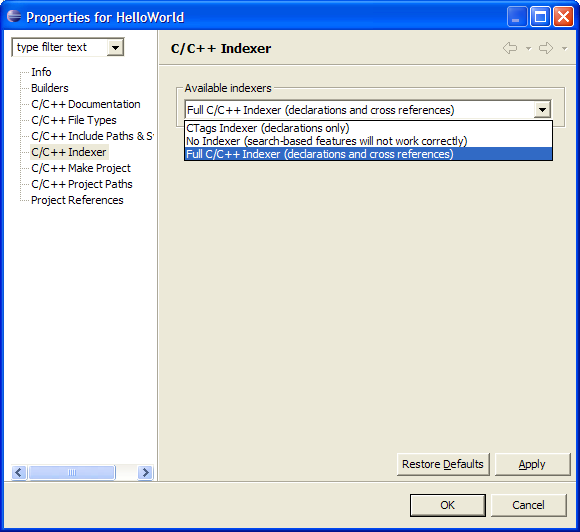 Properties for HelloWorld
type filter text
Info
Builders
C/C++ Documentation
C/C++ File Types
C/C++ Include Paths & S
C/C++ Indexer
C/C++ Make Project
C/C++ Project Paths
Project References
C/C++ Indexer
Available indexers
Full C/C++ Indexer (declarations and cross references)
CTags Indexer (declarations only)
No Indexer (search-based features will not work correctly)
Full C/C++ Indexer (declarations and cross references)
Restore Defaults
Apply
OK
Cancel